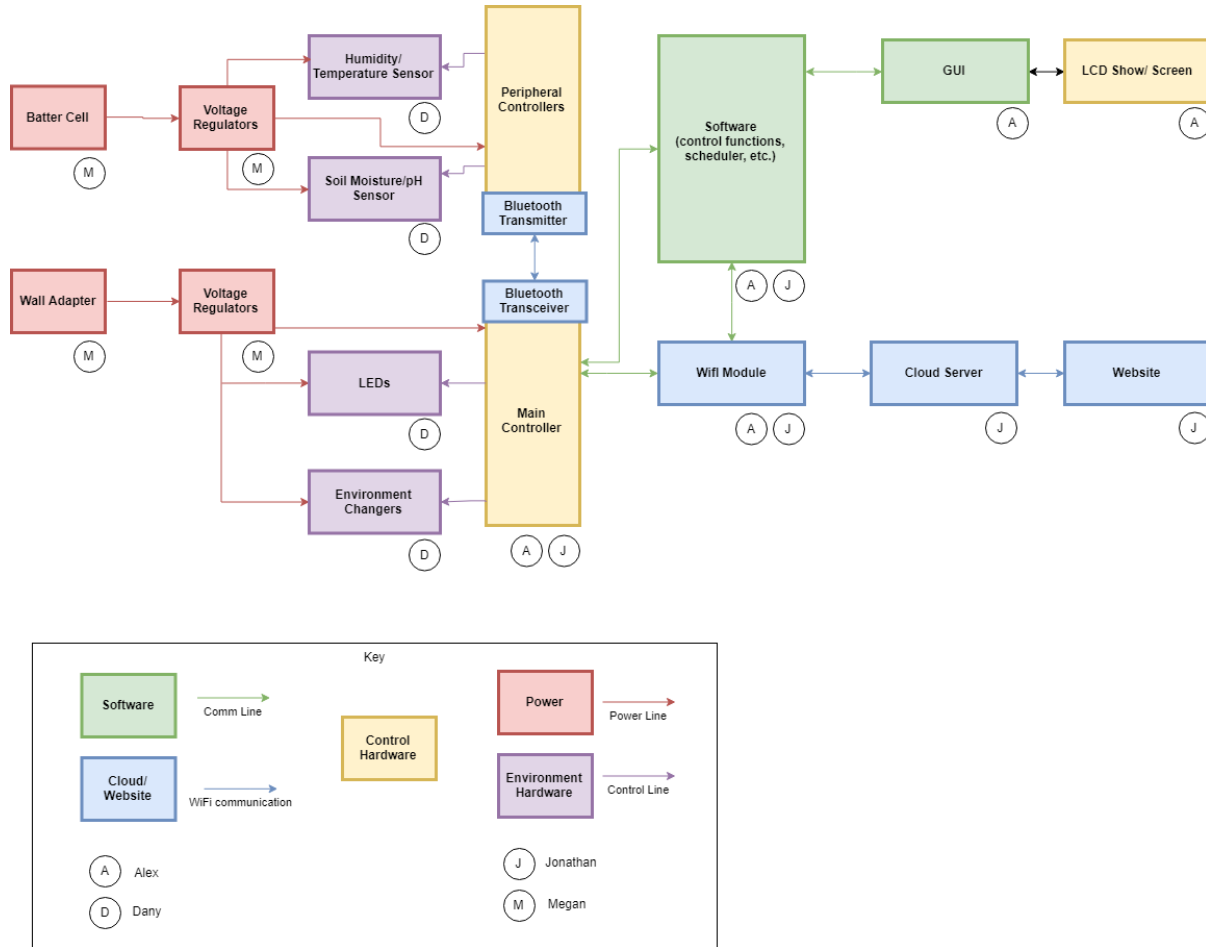 Humidity/
Temperature Sensor
D
Peripheral
Controllers
Batter Cell
M
Voltage
Regulators
M
Soil Moisture/pH
Sensor
D
Bluetooth
Transmitter
Software
(control functions,
scheduler, etc.)
A
J
GUI
A
LCD Show/ Screen
A
Wall Adapter
M
Voltage
Regulators
M
Bluetooth
Transceiver
LEDs
D
Main
Controller
A
J
Environment
Changers
D
WifI Module
A
J
Cloud Server
J
Website
J
Key
Software
Comm Line
Control
Hardware
Power
Power Line
Cloud/
Website
WiFi communication
Environment
Hardware
Control Line
A
Alex
J
Jonathan
D
Dany
M
Megan